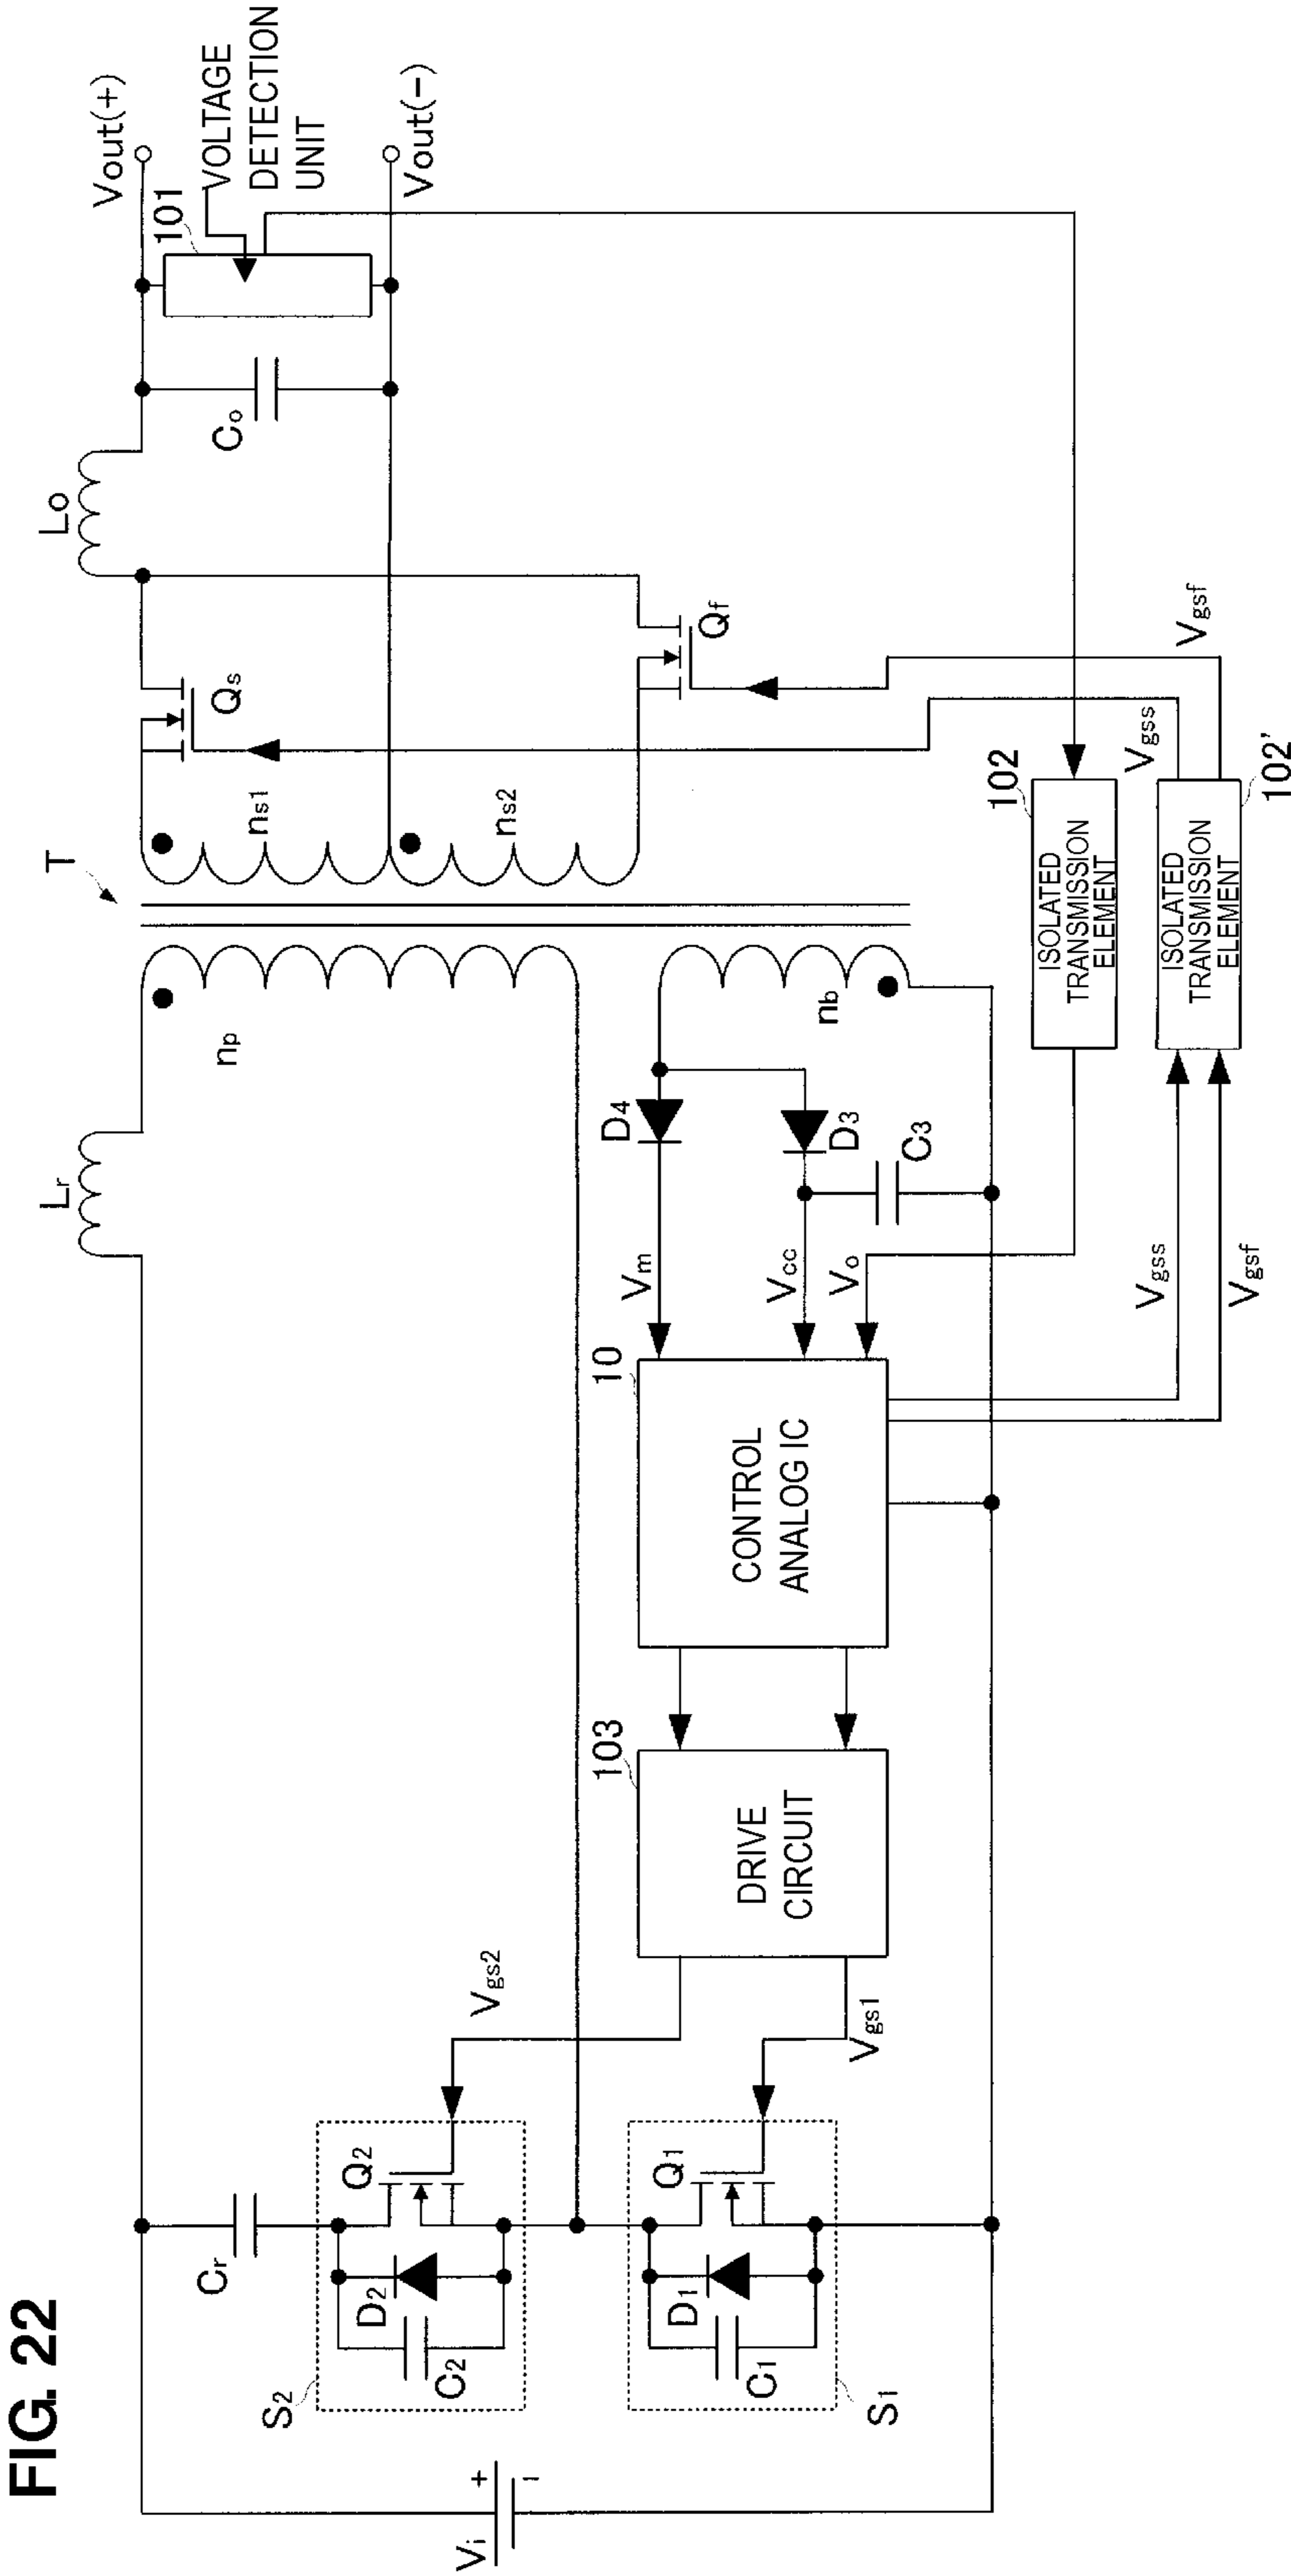 FIG. 22
Vi
+
−
Cr
S2
Q2
D2
C2
S1
Q1
D1
C1
Vgs2
Vgs1
103
DRIVE
CIRCUIT
10
CONTROL
ANALOG IC
Vm
Vcc
Vo
D4
D3
C3
Lr
np
nb
T
ns1
ns2
Qs
Qf
Lo
Co
101
VOLTAGE
DETECTION
UNIT
Vout(+)
Vout(−)
102
ISOLATED
TRANSMISSION
ELEMENT
102'
ISOLATED
TRANSMISSION
ELEMENT
Vgss
Vgsf
Vgss
Vgsf